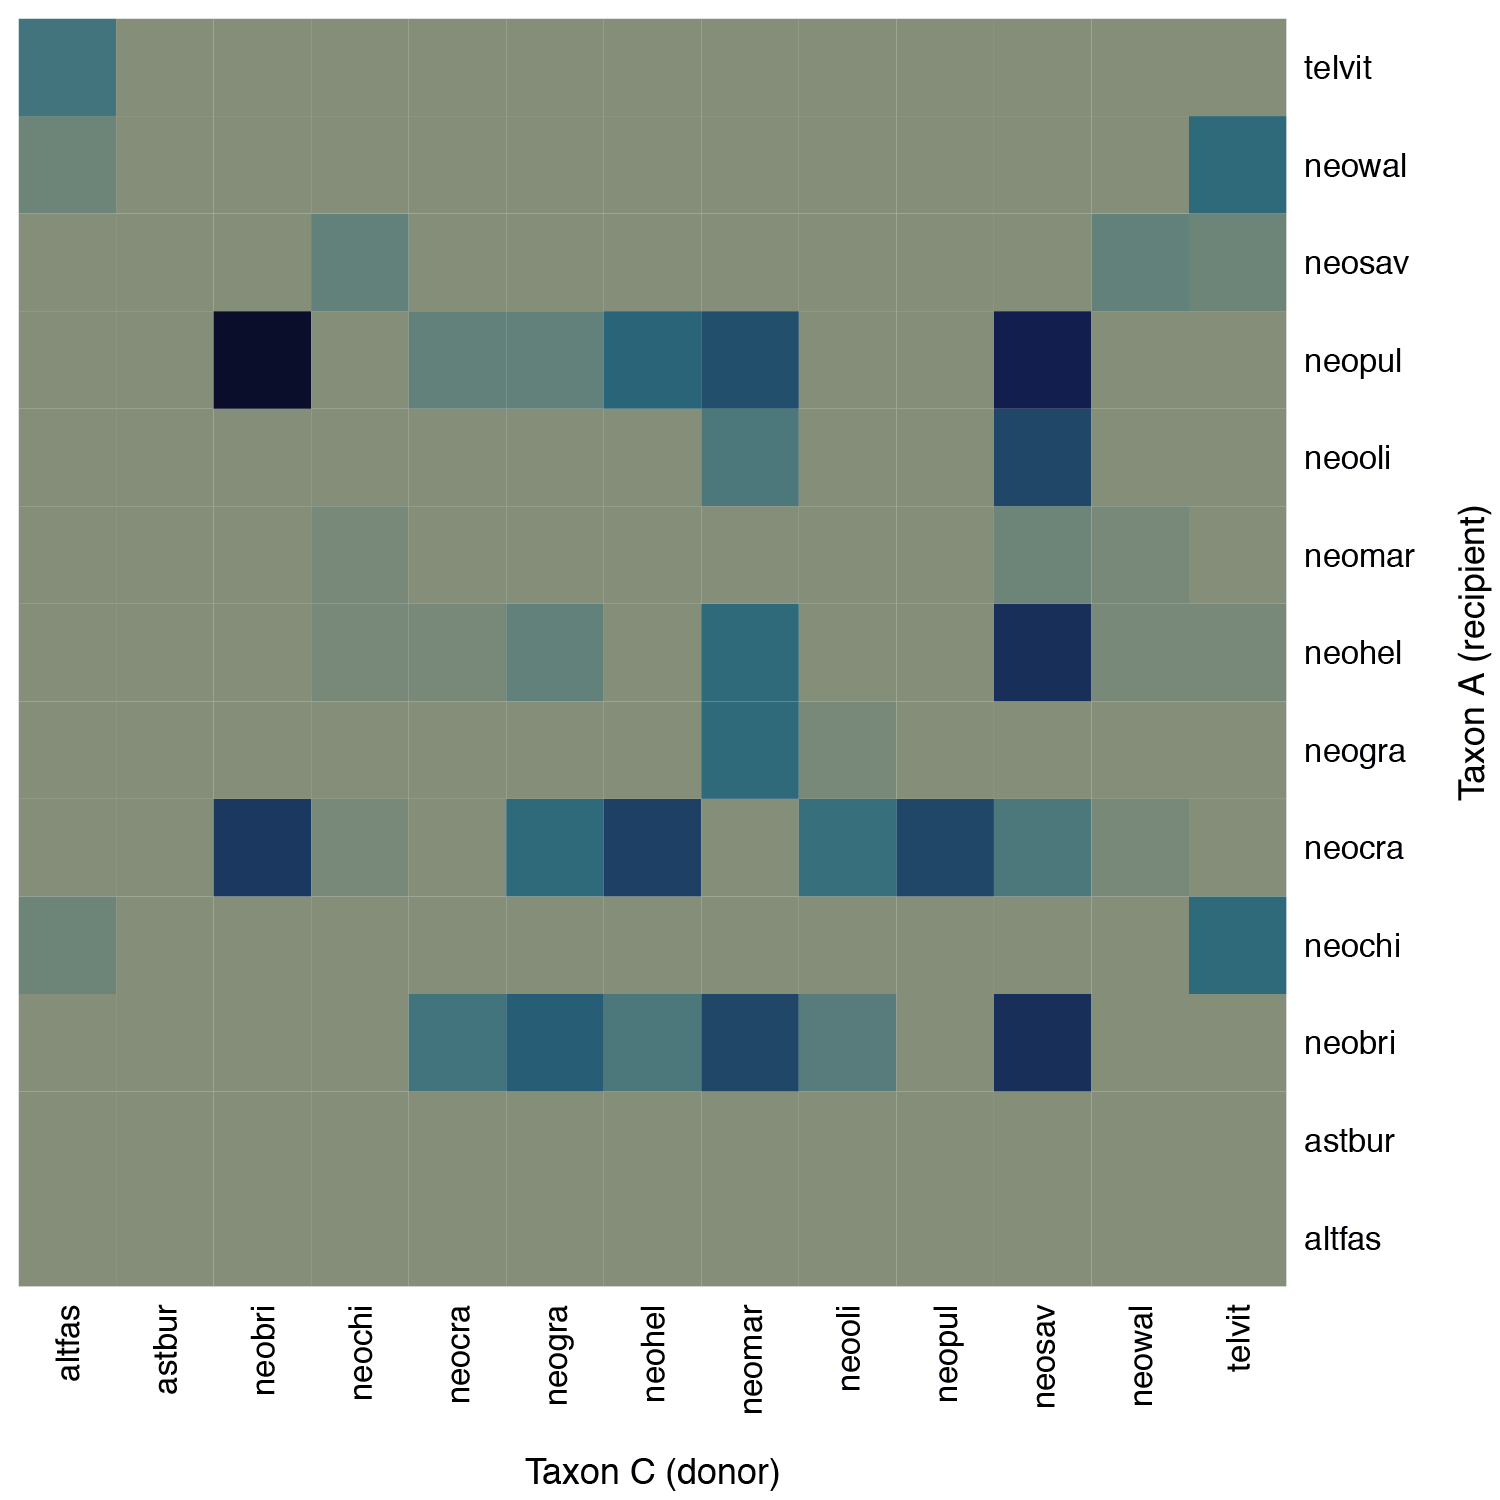 telvit
neowal
neosav
neopul
neooli
neomar
neohel
neogra
neocra
neochi
neobri
astbur
altfas
Taxon A (recipient)
altfas
astbur
neobri
neochi
neocra
neogra
neohel
neomar
neooli
neopul
neosav
neowal
telvit
Taxon C (donor)